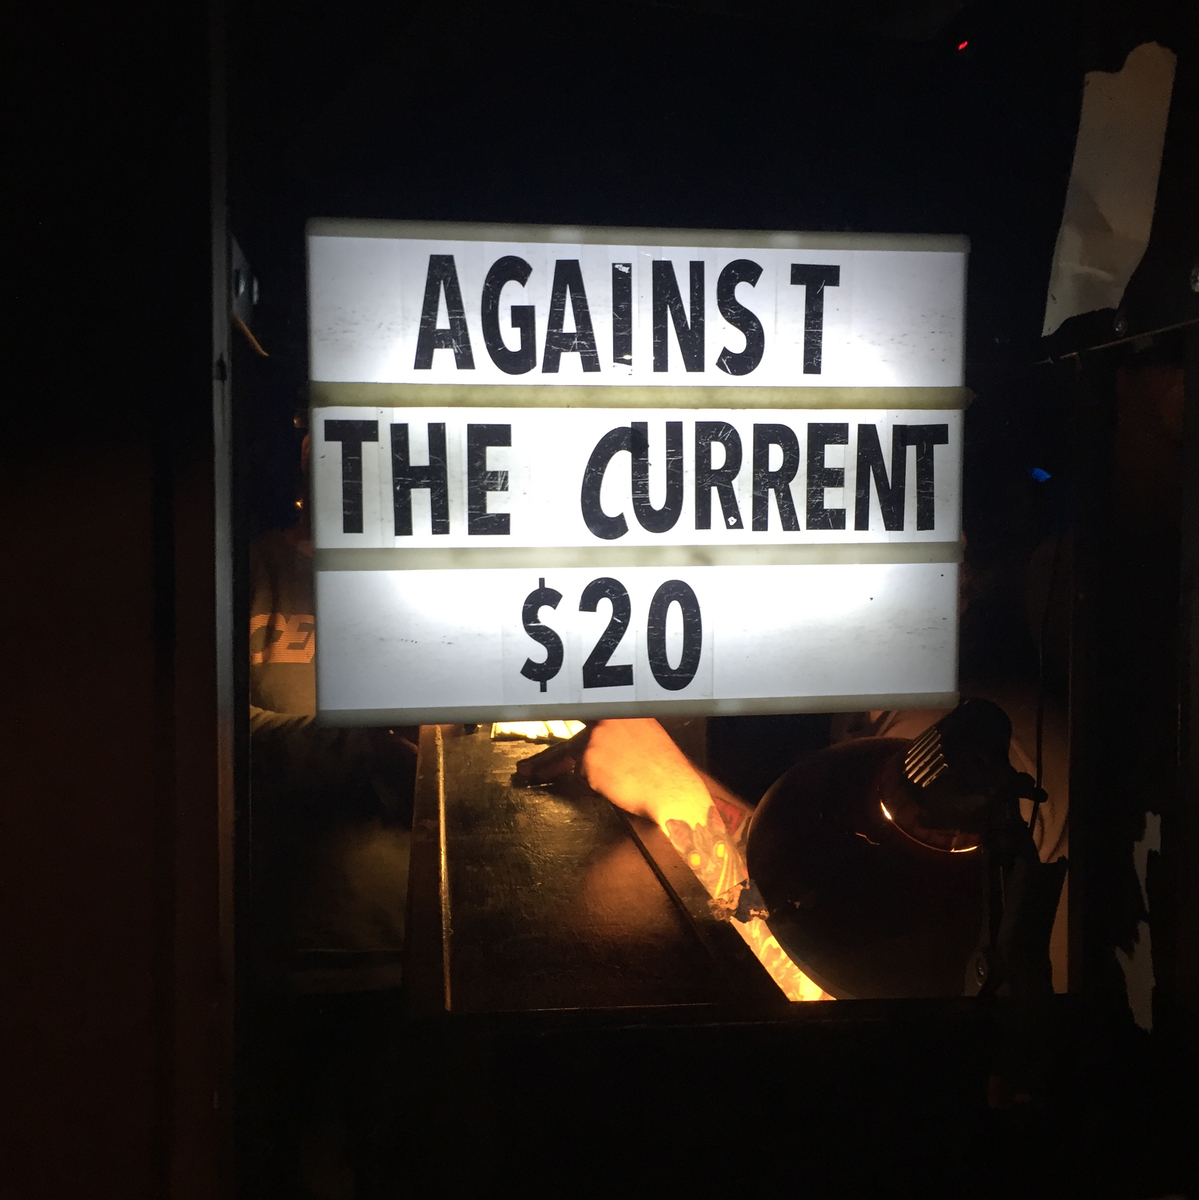 AGAINST
THE CURRENT
$20